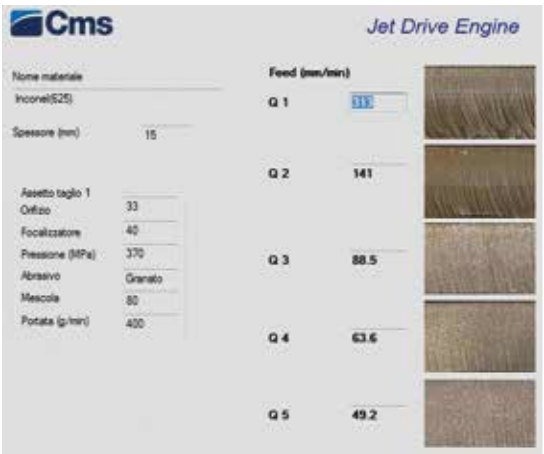 Cms
Jet Drive Engine
Nome materiale
Inconel(625)
Spessore (mm) 15
Assetto taglio 1
Orifizio 33
Focalizzatore 40
Pressione (MPa) 370
Abrasivo Granato
Mescola 80
Portata (g/min) 400
Feed (mm/min)
Q 1 313
Q 2 141
Q 3 88.5
Q 4 63.6
Q 5 49.2